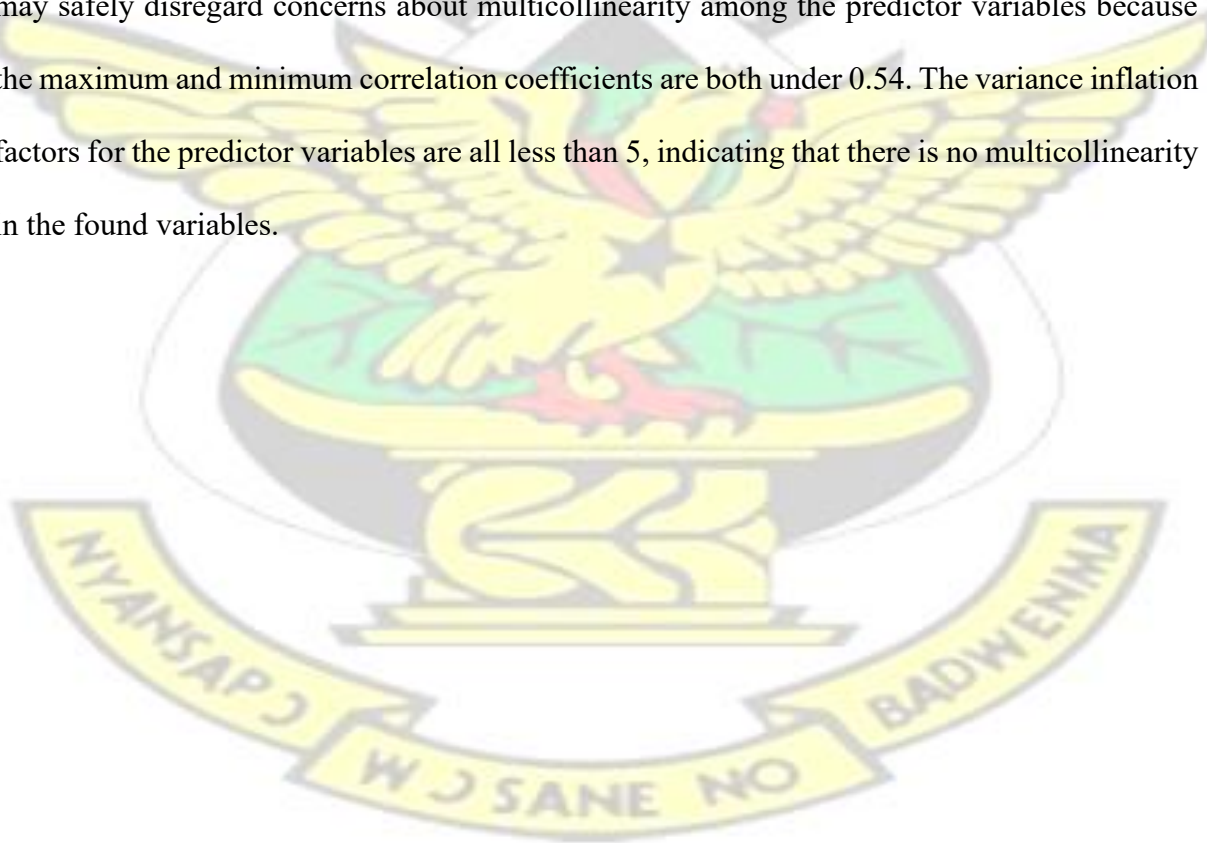 may safely disregard concerns about multicollinearity among the predictor variables because
the maximum and minimum correlation coefficients are both under 0.54. The variance inflation
factors for the predictor variables are all less than 5, indicating that there is no multicollinearity
in the found variables.
NYANSAPƆ
WƆ SANE NO
BADWENMA